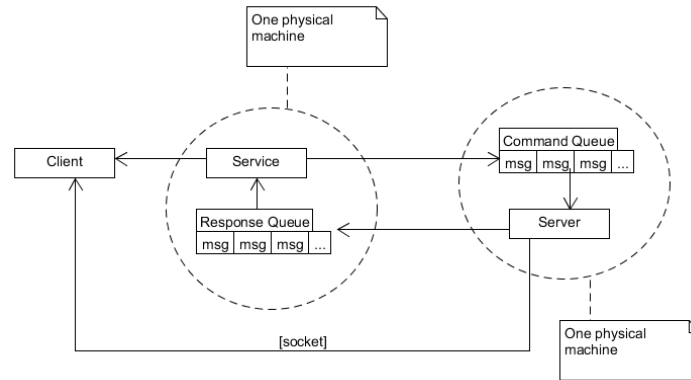 One physical
machine
Client
Service
Command Queue
msg msg msg ...
Response Queue
msg msg msg ...
Server
[socket]
One physical
machine